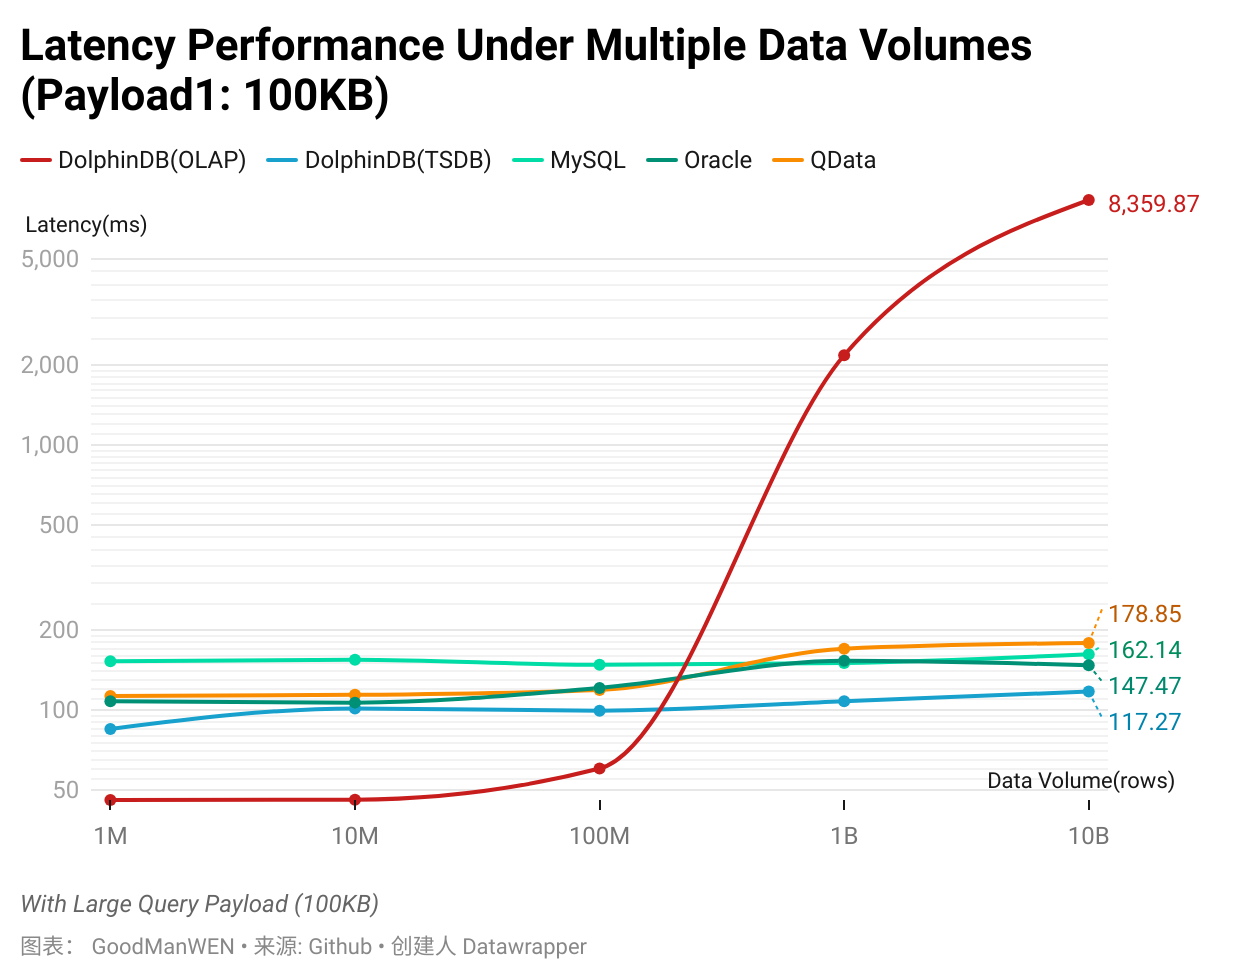 Latency Performance Under Multiple Data Volumes
(Payload1: 100KB)
DolphinDB(OLAP) DolphinDB(TSDB) MySQL Oracle QData
Latency(ms)
8,359.87
5,000
2,000
1,000
500
200
100
50
178.85
162.14
147.47
117.27
Data Volume(rows)
1M 10M 100M 1B 10B
With Large Query Payload (100KB)
图表： GoodManWEN • 来源: Github • 创建人 Datawrapper